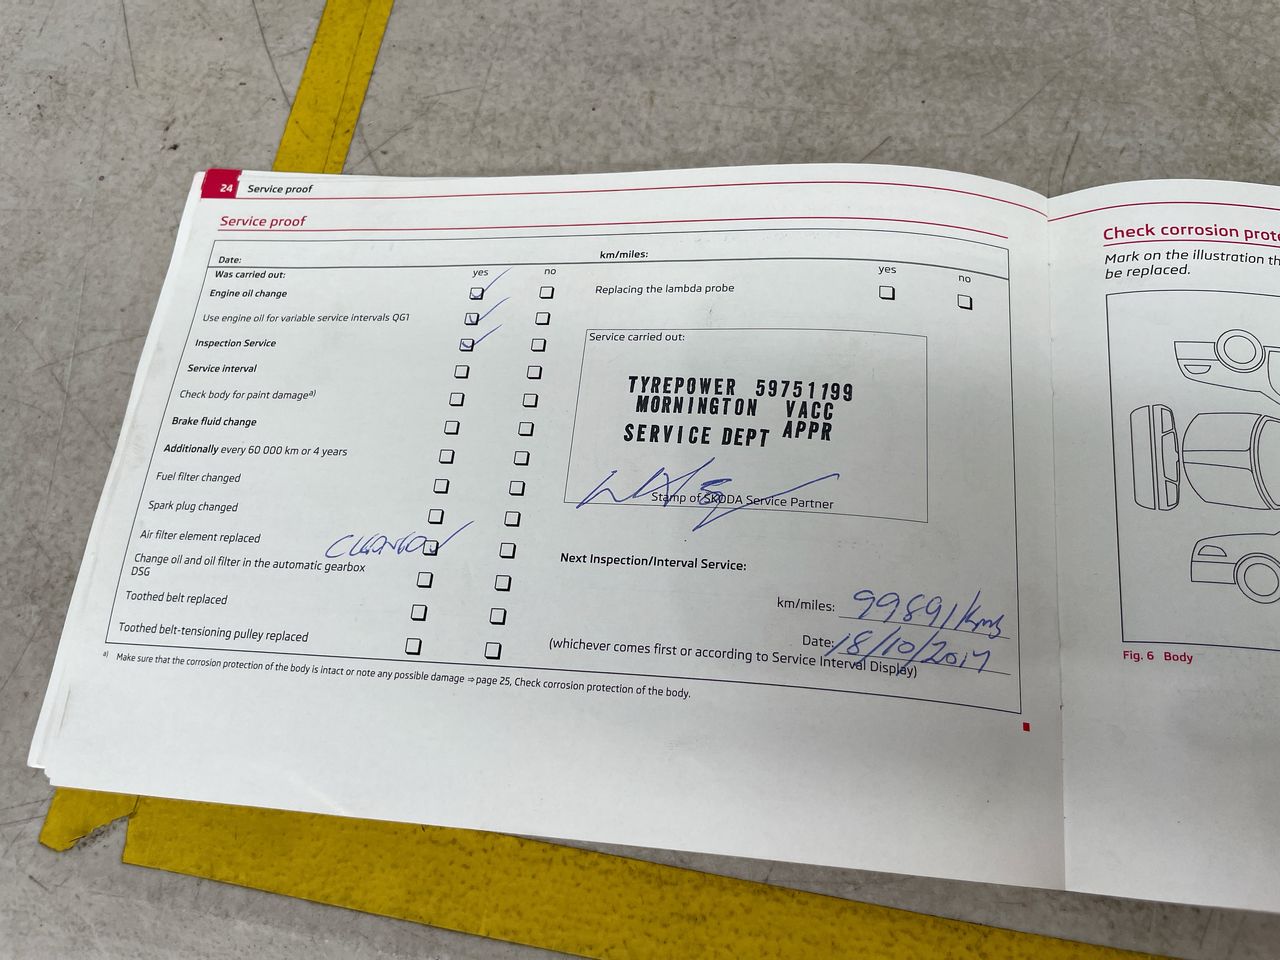 24 Service proof
Service proof
Date: km/miles:
Was carried out: yes no yes no
Engine oil change
Replacing the lambda probe
Use engine oil for variable service intervals QG1
Inspection Service
Service interval
Check body for paint damage a)
Brake fluid change
Additionally every 60 000 km or 4 years
Fuel filter changed
Spark plug changed
Air filter element replaced
Change oil and oil filter in the automatic gearbox
DSG
Toothed belt replaced
Toothed belt-tensioning pulley replaced
Service carried out:
TYREPOWER 59751199
MORNINGTON VACC
SERVICE DEPT APPR
Stamp of ŠKODA Service Partner
Next Inspection/Interval Service:
km/miles: 99891/kms
Date: 18/10/2017
(whichever comes first or according to Service Interval Display)
a) Make sure that the corrosion protection of the body is intact or note any possible damage ⇒ page 25, Check corrosion protection of the body.
Check corrosion prote
Mark on the illustration th
be replaced.
Fig. 6 Body